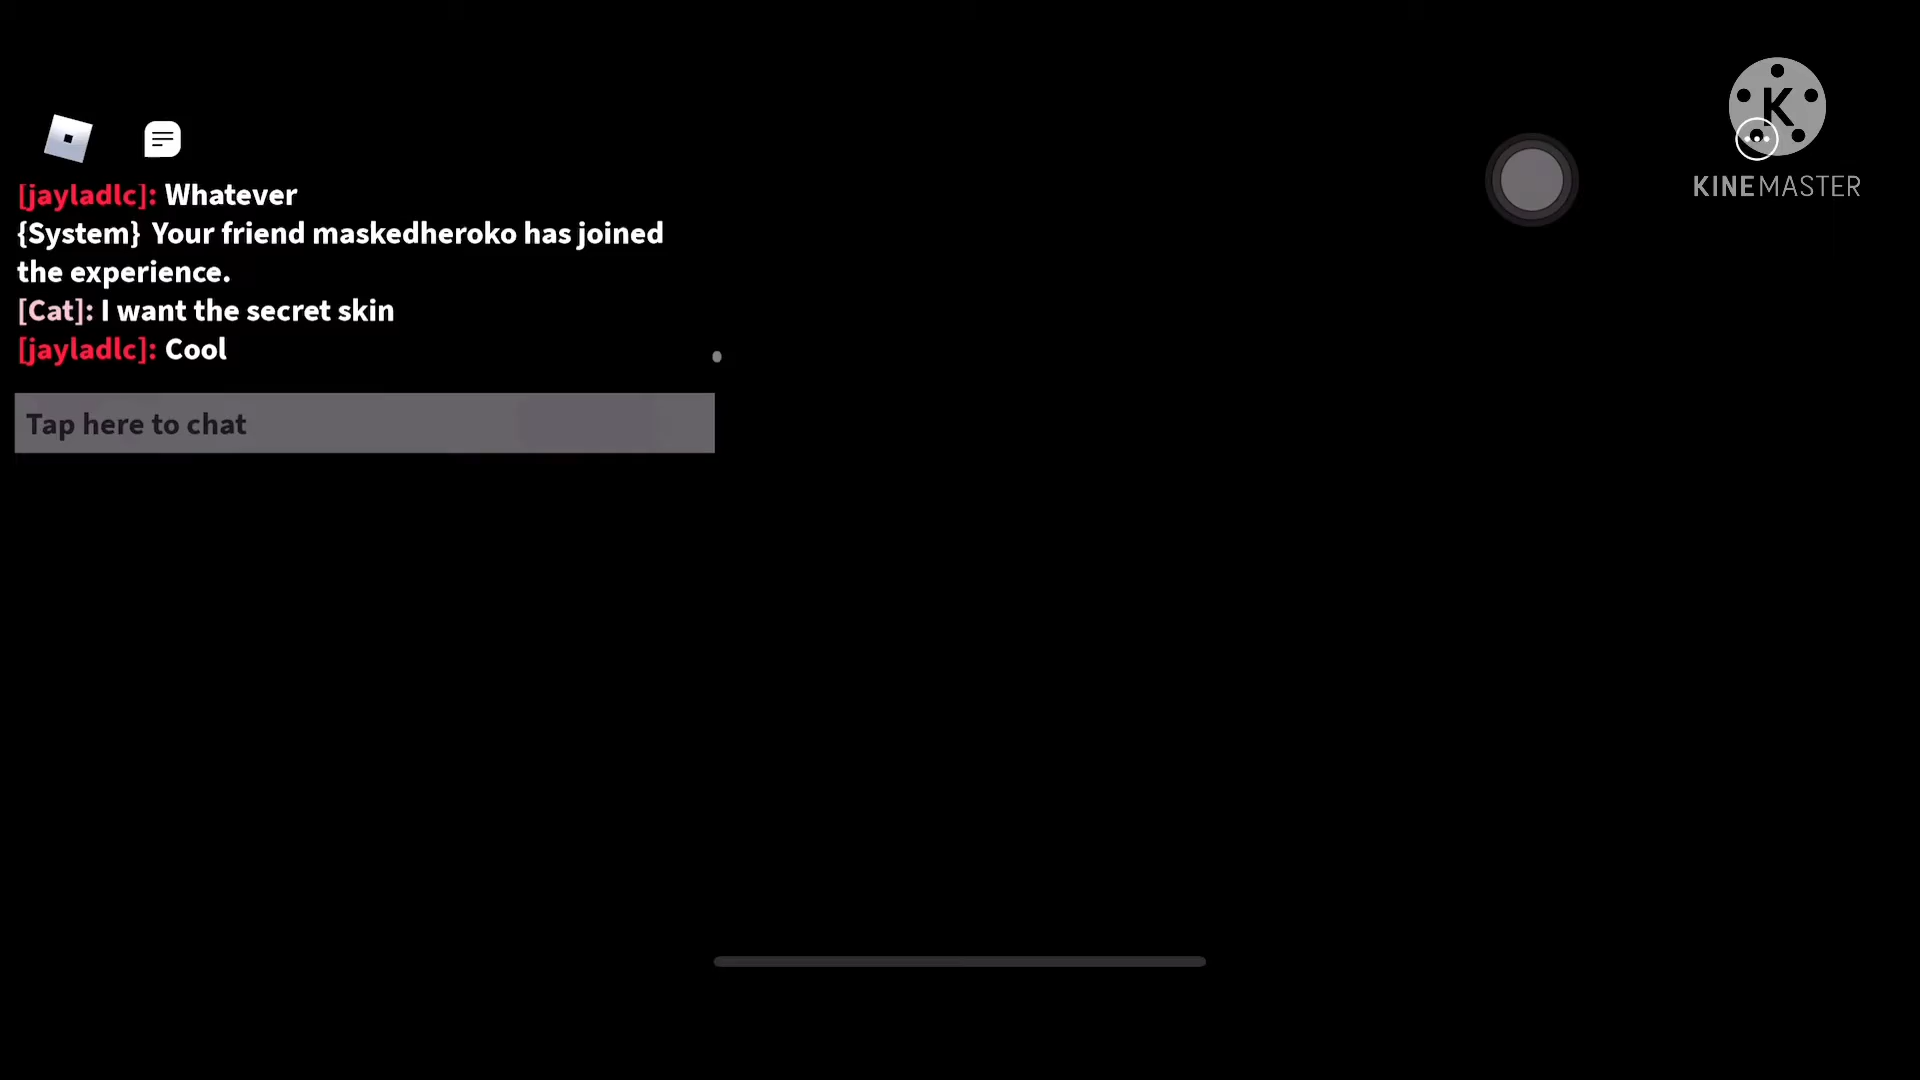 K
KINEMASTER
[jayladlc]: Whatever
{System} Your friend maskedheroko has joined
the experience.
[Cat]: I want the secret skin
[jayladlc]: Cool
Tap here to chat